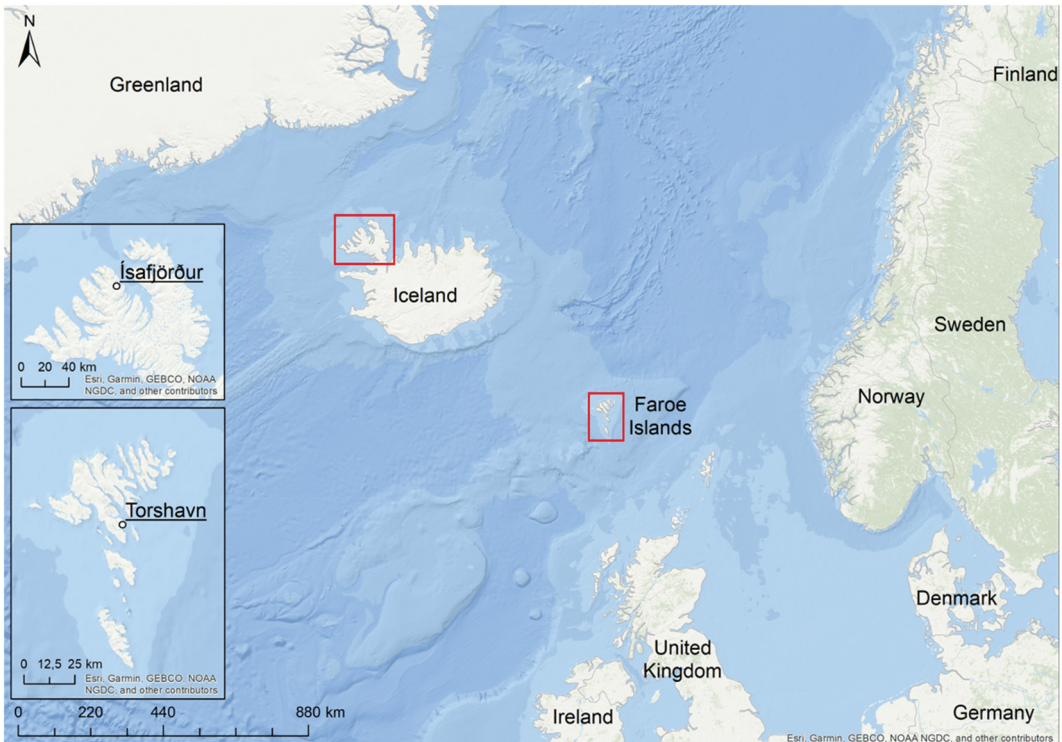 N
Greenland
Finland
Ísafjörður
Iceland
Sweden
0 20 40 km
Esri, Garmin, GEBCO, NOAA
NGDC, and other contributors
Norway
Faroe
Islands
Torshavn
Denmark
United
Kingdom
0 12,5 25 km
Esri, Garmin, GEBCO, NOAA
NGDC, and other contributors
0 220 440 880 km
Ireland
Germany
Esri, Garmin, GEBCO, NOAA NGDC, and other contributors